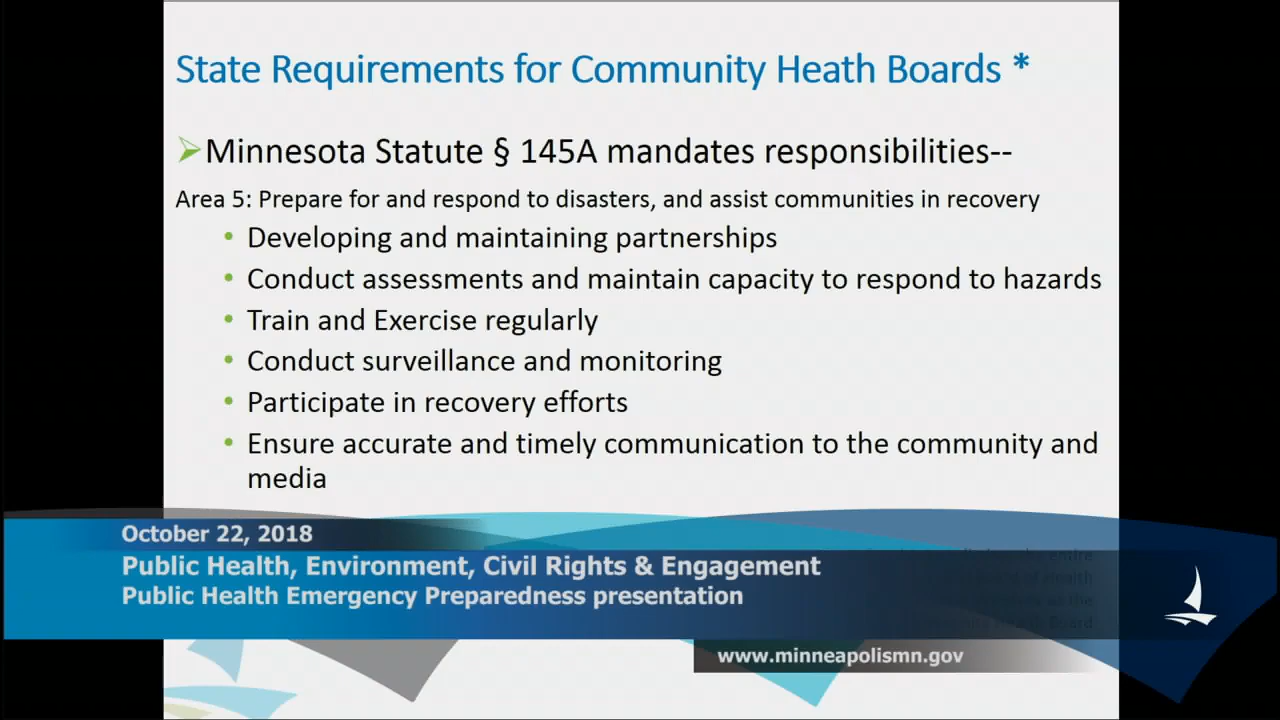 State Requirements for Community Heath Boards *
Minnesota Statute § 145A mandates responsibilities--
Area 5: Prepare for and respond to disasters, and assist communities in recovery
• Developing and maintaining partnerships
• Conduct assessments and maintain capacity to respond to hazards
• Train and Exercise regularly
• Conduct surveillance and monitoring
• Participate in recovery efforts
• Ensure accurate and timely communication to the community and
media
October 22, 2018
Public Health, Environment, Civil Rights & Engagement
Public Health Emergency Preparedness presentation
www.minneapolismn.gov